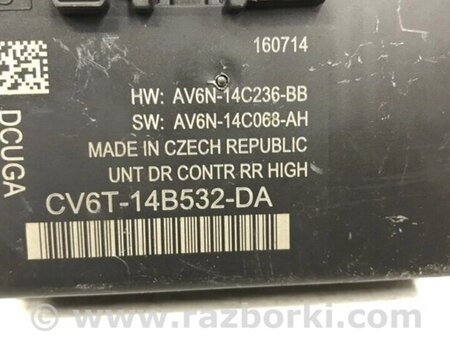 160714
HW: AV6N-14C236-BB
SW: AV6N-14C068-AH
MADE IN CZECH REPUBLIC
UNT DR CONTR RR HIGH
DCUGA
CV6T-14B532-DA
www.razborki.com